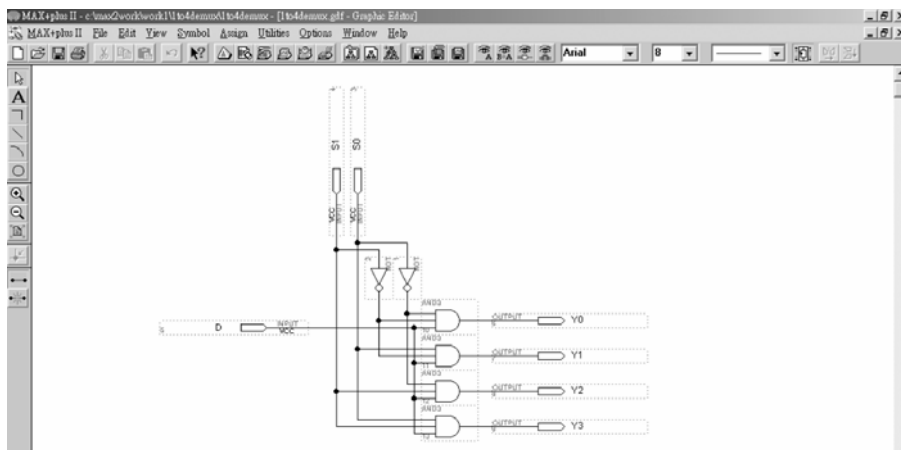 MAX+plus II - c:\max2work\work1\1to4demux\1to4demux - [1to4demux.gdf - Graphic Editor]
MAX+plus II File Edit View Symbol Assign Utilities Options Window Help
Arial 8
S1 S0
VCC INPUT
VCC INPUT
NOT
NOT
AND3
D INPUT VCC
OUTPUT Y0
AND3
OUTPUT Y1
AND3
OUTPUT Y2
AND3
OUTPUT Y3